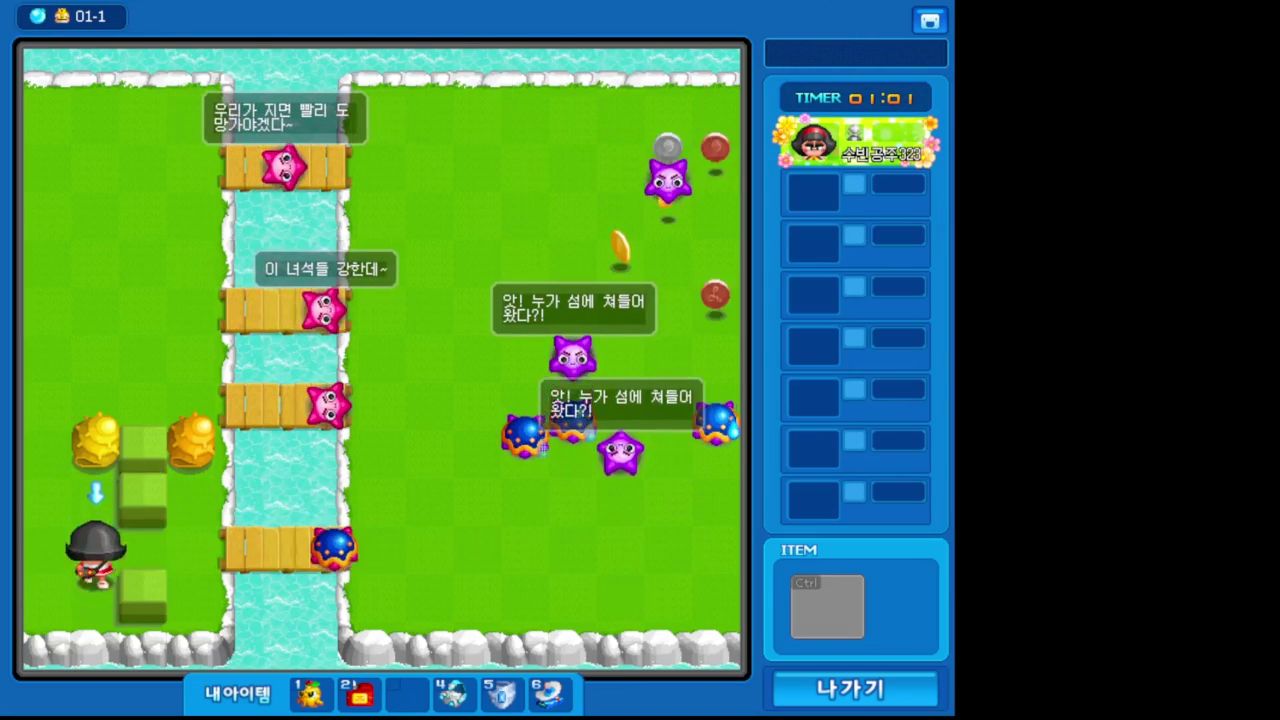 01-1
우리가 지면 빨리 도
망가야겠다~
이 녀석들 강한데~
앗! 누가 섬에 쳐들어
왔다?!
앗! 누가 섬에 쳐들어
왔다?!
TIMER 01:01
수빈공주323
ITEM
Ctrl
나가기
내아이템
1
2
4
5
6